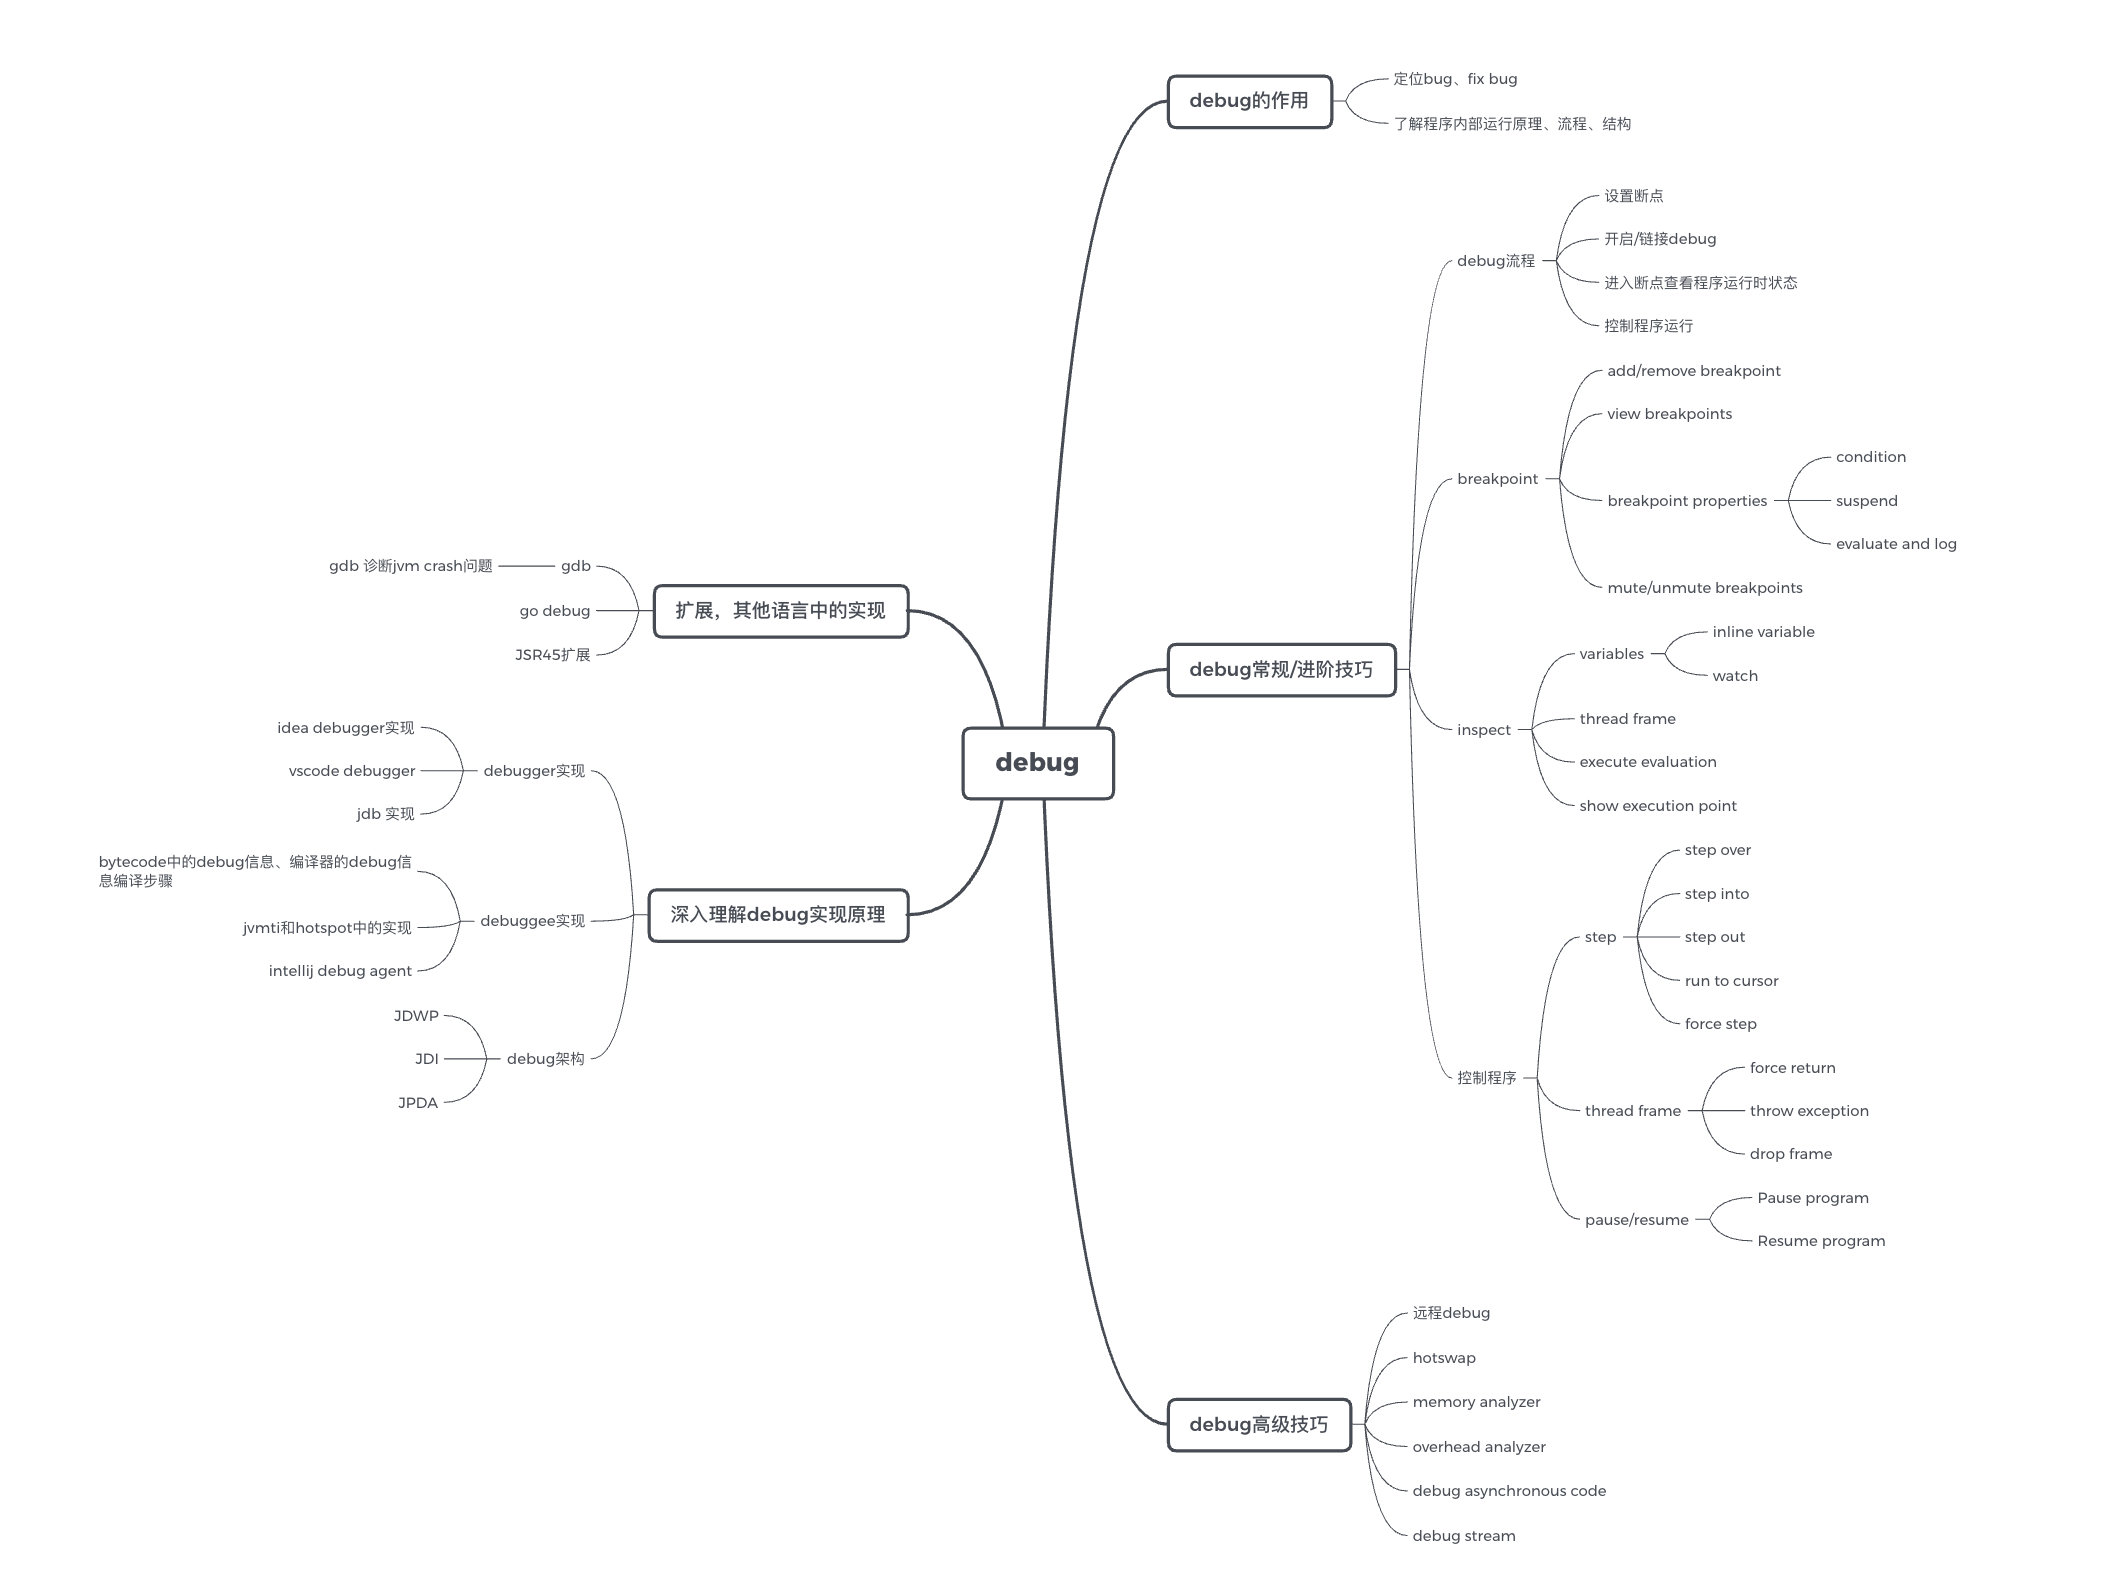 debug
debug的作用
定位bug、fix bug
了解程序内部运行原理、流程、结构
debug常规/进阶技巧
debug流程
设置断点
开启/链接debug
进入断点查看程序运行时状态
控制程序运行
breakpoint
add/remove breakpoint
view breakpoints
breakpoint properties
condition
suspend
evaluate and log
mute/unmute breakpoints
inspect
variables
inline variable
watch
thread frame
execute evaluation
show execution point
控制程序
step
step over
step into
step out
run to cursor
force step
thread frame
force return
throw exception
drop frame
pause/resume
Pause program
Resume program
debug高级技巧
远程debug
hotswap
memory analyzer
overhead analyzer
debug asynchronous code
debug stream
扩展，其他语言中的实现
gdb
gdb 诊断jvm crash问题
go debug
JSR45扩展
深入理解debug实现原理
debugger实现
idea debugger实现
vscode debugger
jdb 实现
debuggee实现
bytecode中的debug信息、编译器的debug信
息编译步骤
jvmti和hotspot中的实现
intellij debug agent
debug架构
JDWP
JDI
JPDA